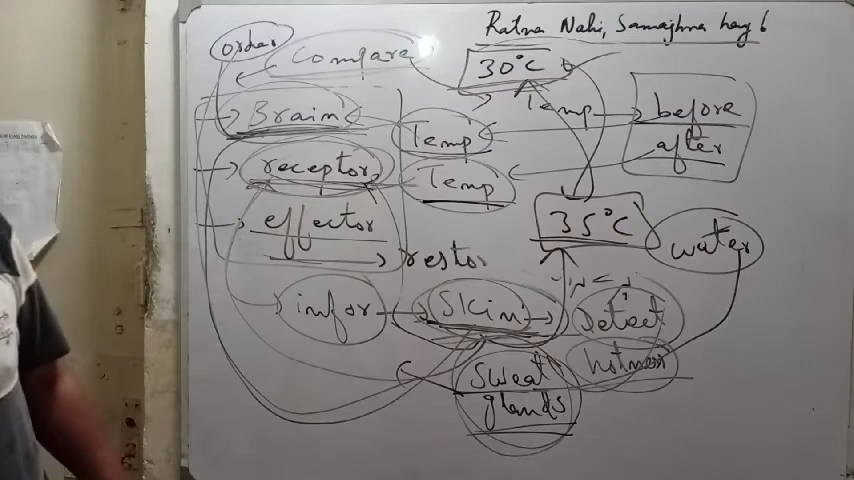 Ratna Nahi, Samajhna hay 6
order
Compare
30°C
Brain
Temp
Temp
before
after
receptor
Temp
effector
35°C
water
restor
infor
Skin
Detect
hotness
Sweat
glands